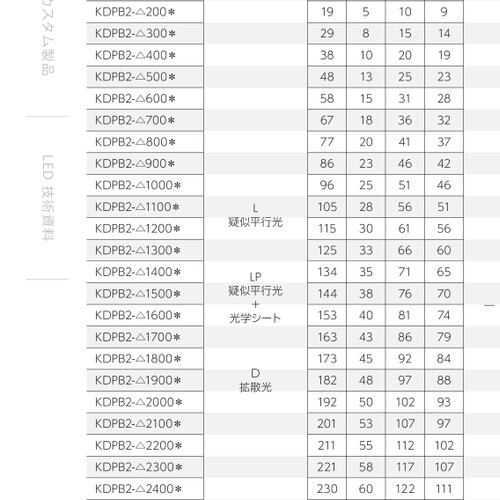 カスタム製品
LED 技術資料
KDPB2-△200＊ 19 5 10 9
KDPB2-△300＊ 29 8 15 14
KDPB2-△400＊ 38 10 20 19
KDPB2-△500＊ 48 13 25 23
KDPB2-△600＊ 58 15 31 28
KDPB2-△700＊ 67 18 36 32
KDPB2-△800＊ 77 20 41 37
KDPB2-△900＊ 86 23 46 42
KDPB2-△1000＊ 96 25 51 46
KDPB2-△1100＊ L 105 28 56 51
疑似平行光
KDPB2-△1200＊ 115 30 61 56
KDPB2-△1300＊ 125 33 66 60
KDPB2-△1400＊ LP 134 35 71 65
疑似平行光
KDPB2-△1500＊ + 144 38 76 70 —
KDPB2-△1600＊ 光学シート 153 40 81 74
KDPB2-△1700＊ 163 43 86 79
KDPB2-△1800＊ 173 45 92 84
D
KDPB2-△1900＊ 拡散光 182 48 97 88
KDPB2-△2000＊ 192 50 102 93
KDPB2-△2100＊ 201 53 107 97
KDPB2-△2200＊ 211 55 112 102
KDPB2-△2300＊ 221 58 117 107
KDPB2-△2400＊ 230 60 122 111